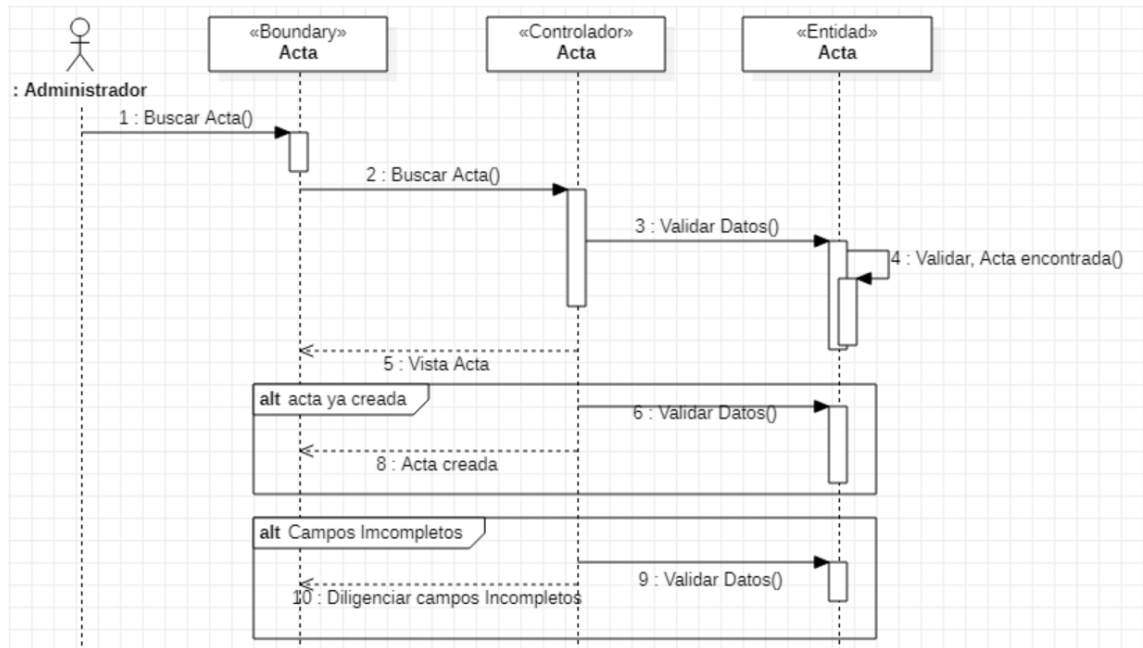 «Boundary»
Acta
«Controlador»
Acta
«Entidad»
Acta
: Administrador
1 : Buscar Acta()
2 : Buscar Acta()
3 : Validar Datos()
4 : Validar, Acta encontrada()
5 : Vista Acta
alt acta ya creada
6 : Validar Datos()
8 : Acta creada
alt Campos Imcompletos
9 : Validar Datos()
10 : Diligenciar campos Incompletos